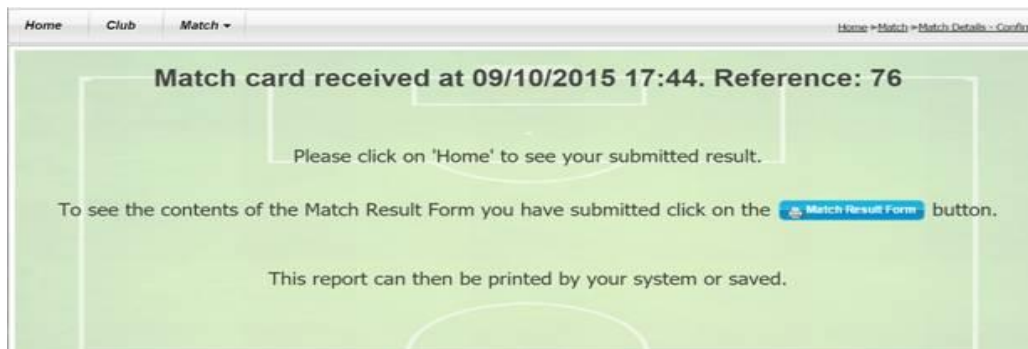 Home Club Match
Home > Match > Match Details - Confir
Match card received at 09/10/2015 17:44. Reference: 76
Please click on 'Home' to see your submitted result.
To see the contents of the Match Result Form you have submitted click on the Match Result Form button.
This report can then be printed by your system or saved.